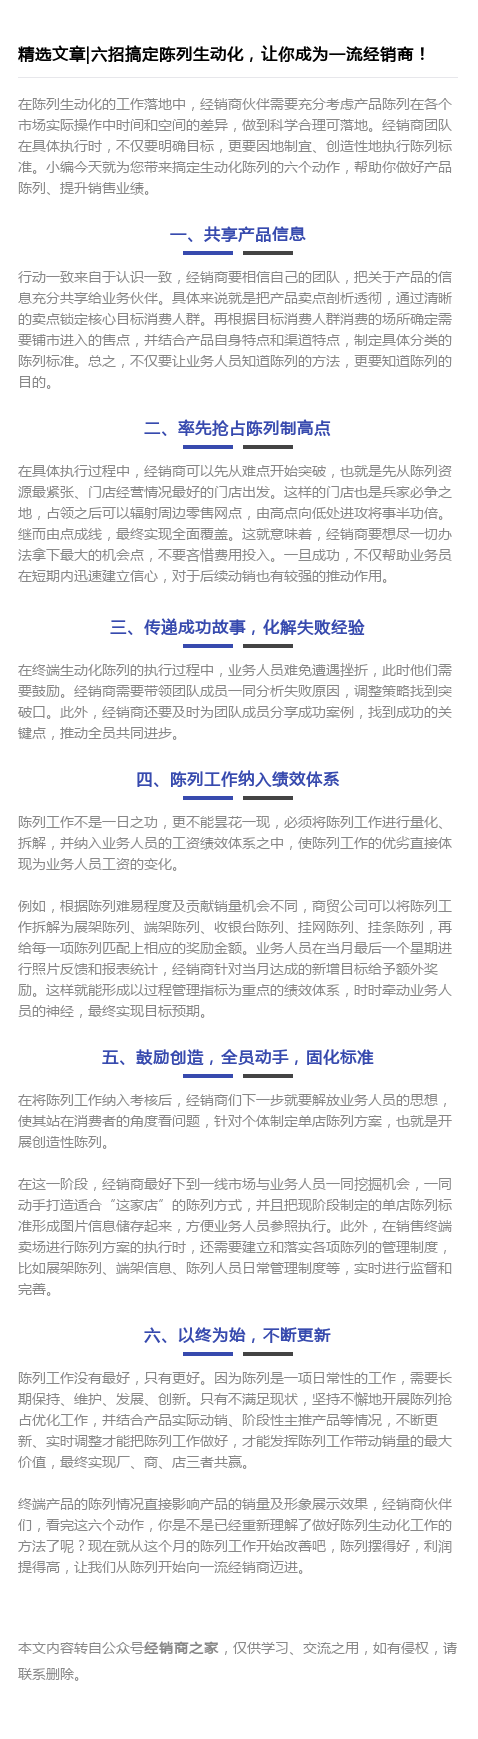 精选文章|六招搞定陈列生动化，让你成为一流经销商！
在陈列生动化的工作落地中，经销商伙伴需要充分考虑产品陈列在各个
市场实际操作中时间和空间的差异，做到科学合理可落地。经销商团队
在具体执行时，不仅要明确目标，更要因地制宜、创造性地执行陈列标
准。小编今天就为您带来搞定生动化陈列的六个动作，帮助你做好产品
陈列、提升销售业绩。
一、共享产品信息
行动一致来自于认识一致，经销商要相信自己的团队，把关于产品的信
息充分共享给业务伙伴。具体来说就是把产品卖点剖析透彻，通过清晰
的卖点锁定核心目标消费人群。再根据目标消费人群消费的场所确定需
要铺市进入的售点，并结合产品自身特点和渠道特点，制定具体分类的
陈列标准。总之，不仅要让业务人员知道陈列的方法，更要知道陈列的
目的。
二、率先抢占陈列制高点
在具体执行过程中，经销商可以先从难点开始突破，也就是先从陈列资
源最紧张、门店经营情况最好的门店出发。这样的门店也是兵家必争之
地，占领之后可以辐射周边零售网点，由高点向低处进攻将事半功倍。
继而由点成线，最终实现全面覆盖。这就意味着，经销商要想尽一切办
法拿下最大的机会点，不要吝惜费用投入。一旦成功，不仅帮助业务员
在短期内迅速建立信心，对于后续动销也有较强的推动作用。
三、传递成功故事，化解失败经验
在终端生动化陈列的执行过程中，业务人员难免遭遇挫折，此时他们需
要鼓励。经销商需要带领团队成员一同分析失败原因，调整策略找到突
破口。此外，经销商还要及时为团队成员分享成功案例，找到成功的关
键点，推动全员共同进步。
四、陈列工作纳入绩效体系
陈列工作不是一日之功，更不能昙花一现，必须将陈列工作进行量化、
拆解，并纳入业务人员的工资绩效体系之中，使陈列工作的优劣直接体
现为业务人员工资的变化。
例如，根据陈列难易程度及贡献销量机会不同，商贸公司可以将陈列工
作拆解为展架陈列、端架陈列、收银台陈列、挂网陈列、挂条陈列，再
给每一项陈列匹配上相应的奖励金额。业务人员在当月最后一个星期进
行照片反馈和报表统计，经销商针对当月达成的新增目标给予额外奖
励。这样就能形成以过程管理指标为重点的绩效体系，时时牵动业务人
员的神经，最终实现目标预期。
五、鼓励创造，全员动手，固化标准
在将陈列工作纳入考核后，经销商们下一步就要解放业务人员的思想，
使其站在消费者的角度看问题，针对个体制定单店陈列方案，也就是开
展创造性陈列。
在这一阶段，经销商最好下到一线市场与业务人员一同挖掘机会，一同
动手打造适合“这家店”的陈列方式，并且把现阶段制定的单店陈列标
准形成图片信息储存起来，方便业务人员参照执行。此外，在销售终端
卖场进行陈列方案的执行时，还需要建立和落实各项陈列的管理制度，
比如展架陈列、端架信息、陈列人员日常管理制度等，实时进行监督和
完善。
六、以终为始，不断更新
陈列工作没有最好，只有更好。因为陈列是一项日常性的工作，需要长
期保持、维护、发展、创新。只有不满足现状，坚持不懈地开展陈列抢
占优化工作，并结合产品实际动销、阶段性主推产品等情况，不断更
新、实时调整才能把陈列工作做好，才能发挥陈列工作带动销量的最大
价值，最终实现厂、商、店三者共赢。
终端产品的陈列情况直接影响产品的销量及形象展示效果，经销商伙伴
们，看完这六个动作，你是不是已经重新理解了做好陈列生动化工作的
方法了呢？现在就从这个月的陈列工作开始改善吧，陈列摆得好，利润
提得高，让我们从陈列开始向一流经销商迈进。
本文内容转自公众号经销商之家，仅供学习、交流之用，如有侵权，请
联系删除。